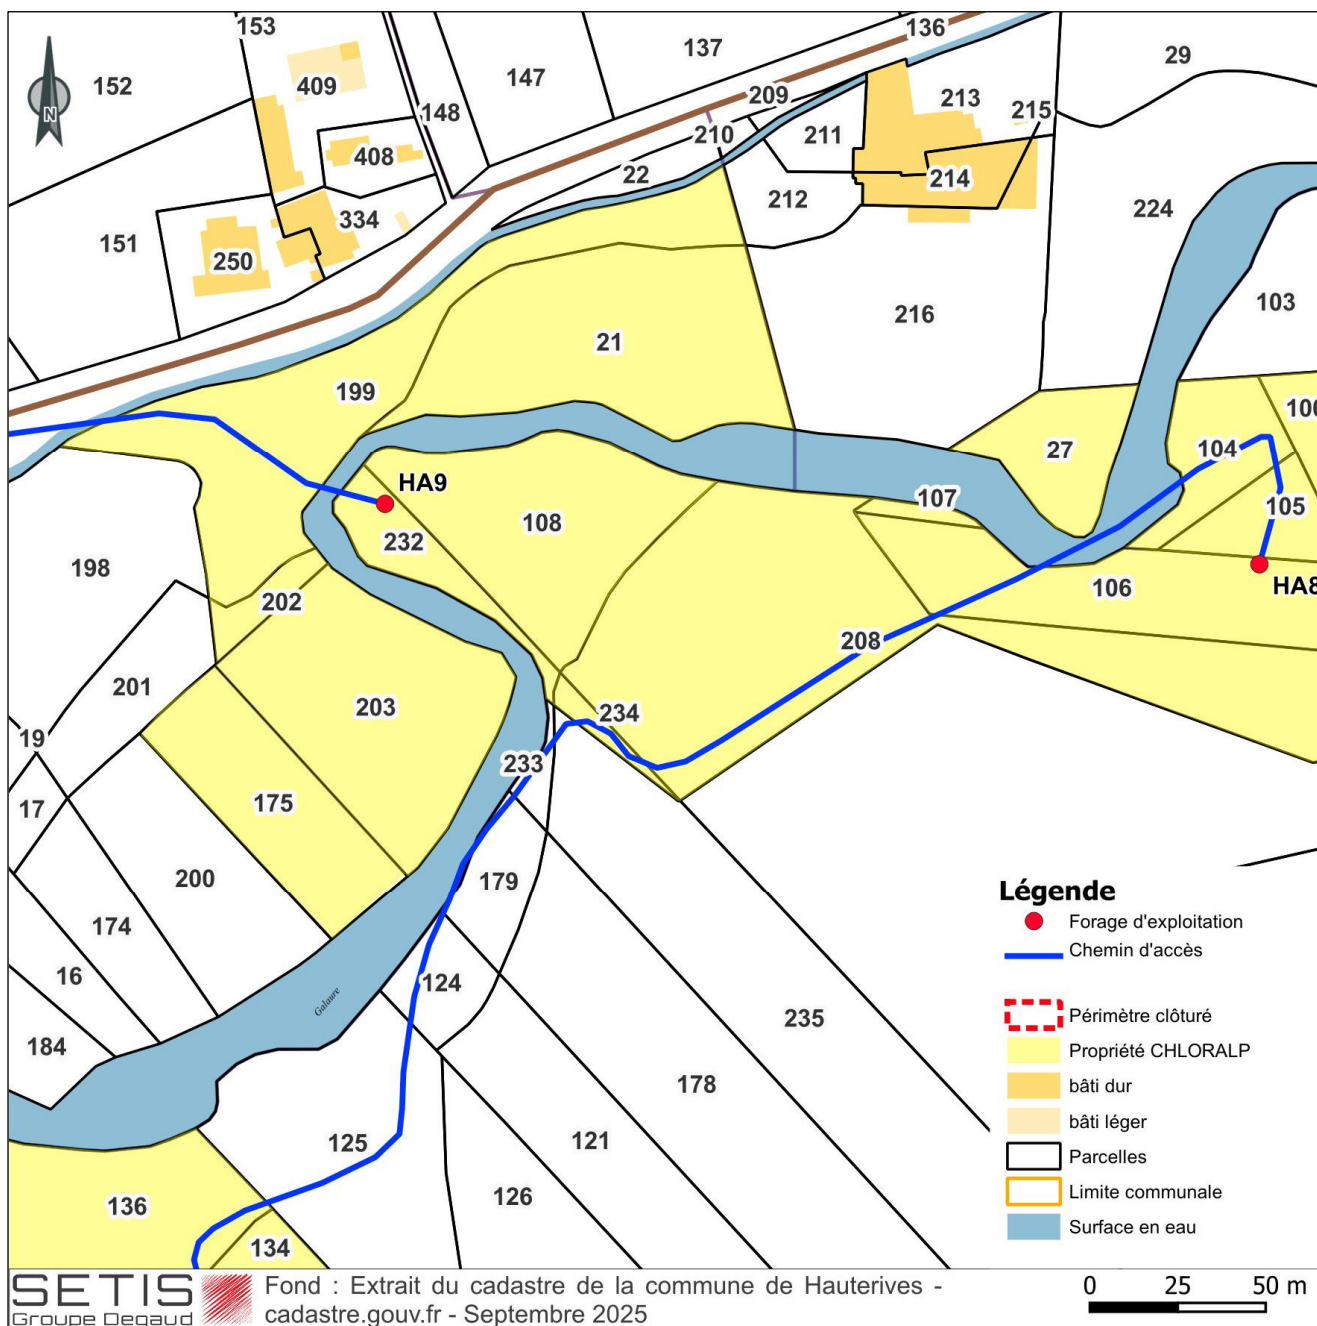 153
136
152
409
147
137
29
148
209
213
215
210
211
408
22
214
212
224
334
151
250
103
216
21
199
100
27
104
HA9
107
105
108
232
198
106
HA8
202
208
201
203
234
19
233
17
175
200
179
174
16
124
Galaure
235
184
178
125
121
126
136
134
N
Légende
Forage d'exploitation
Chemin d'accès
Périmètre clôturé
Propriété CHLORALP
bâti dur
bâti léger
Parcelles
Limite communale
Surface en eau
SETIS
Groupe Degaud
Fond : Extrait du cadastre de la commune de Hauterives -
cadastre.gouv.fr - Septembre 2025
0 25 50 m